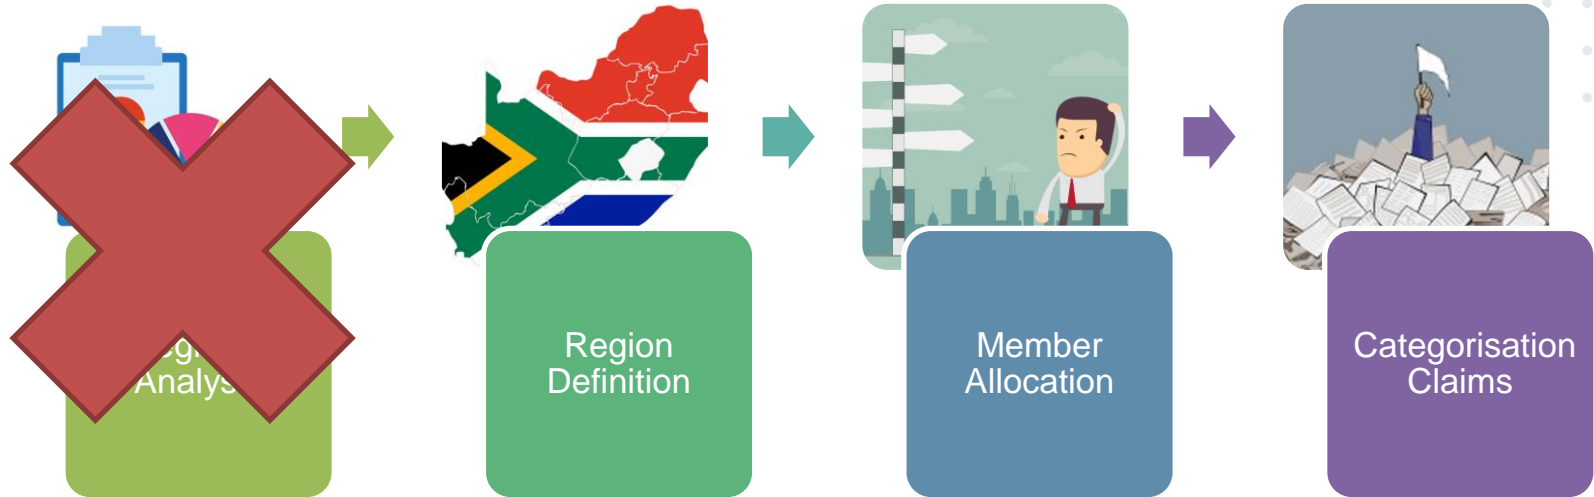 Region
Definition
Member
Allocation
Categorisation
Claims